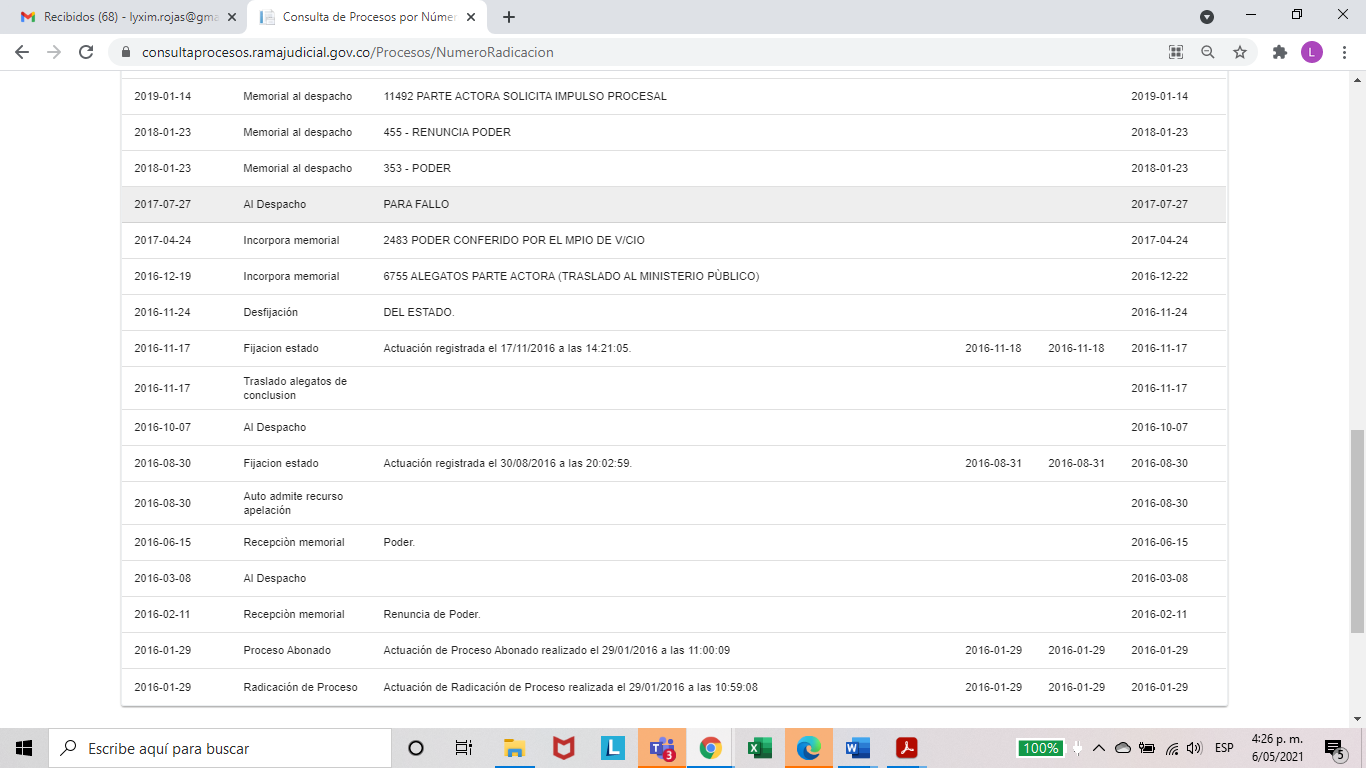 Recibidos (68) - lyxim.rojas@gma
Consulta de Procesos por Númer
consultaprocesos.ramajudicial.gov.co/Procesos/NumeroRadicacion
L
2019-01-14 Memorial al despacho 11492 PARTE ACTORA SOLICITA IMPULSO PROCESAL 2019-01-14
2018-01-23 Memorial al despacho 455 - RENUNCIA PODER 2018-01-23
2018-01-23 Memorial al despacho 353 - PODER 2018-01-23
2017-07-27 Al Despacho PARA FALLO 2017-07-27
2017-04-24 Incorpora memorial 2483 PODER CONFERIDO POR EL MPIO DE V/CIO 2017-04-24
2016-12-19 Incorpora memorial 6755 ALEGATOS PARTE ACTORA (TRASLADO AL MINISTERIO PÙBLICO) 2016-12-22
2016-11-24 Desfijación DEL ESTADO. 2016-11-24
2016-11-17 Fijacion estado Actuación registrada el 17/11/2016 a las 14:21:05. 2016-11-18 2016-11-18 2016-11-17
2016-11-17 Traslado alegatos de conclusion 2016-11-17
2016-10-07 Al Despacho 2016-10-07
2016-08-30 Fijacion estado Actuación registrada el 30/08/2016 a las 20:02:59. 2016-08-31 2016-08-31 2016-08-30
2016-08-30 Auto admite recurso apelación 2016-08-30
2016-06-15 Recepciòn memorial Poder. 2016-06-15
2016-03-08 Al Despacho 2016-03-08
2016-02-11 Recepciòn memorial Renuncia de Poder. 2016-02-11
2016-01-29 Proceso Abonado Actuación de Proceso Abonado realizado el 29/01/2016 a las 11:00:09 2016-01-29 2016-01-29 2016-01-29
2016-01-29 Radicación de Proceso Actuación de Radicación de Proceso realizada el 29/01/2016 a las 10:59:08 2016-01-29 2016-01-29 2016-01-29
Escribe aquí para buscar
L
3
100%
ESP
4:26 p. m.
6/05/2021
5